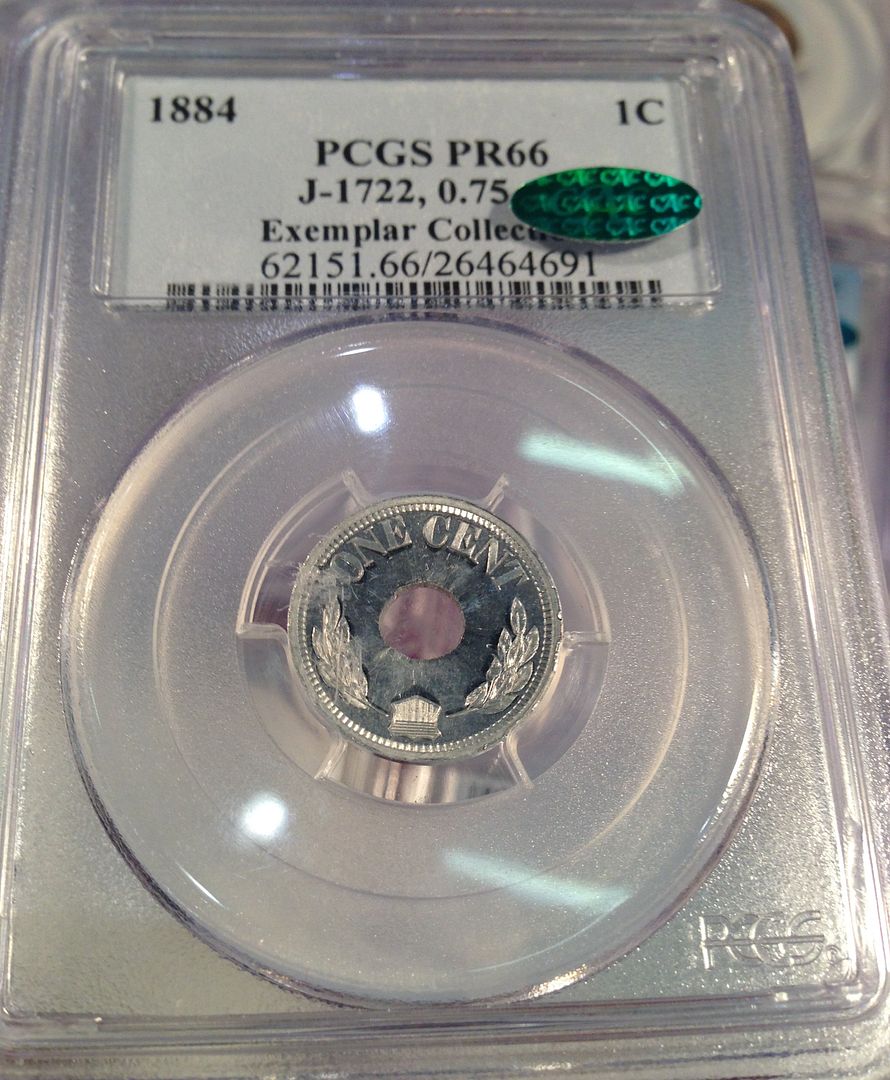 1884 1C
PCGS PR66
J-1722, 0.75
Exemplar
62151.66/26464691
ONE CENT
PCGS